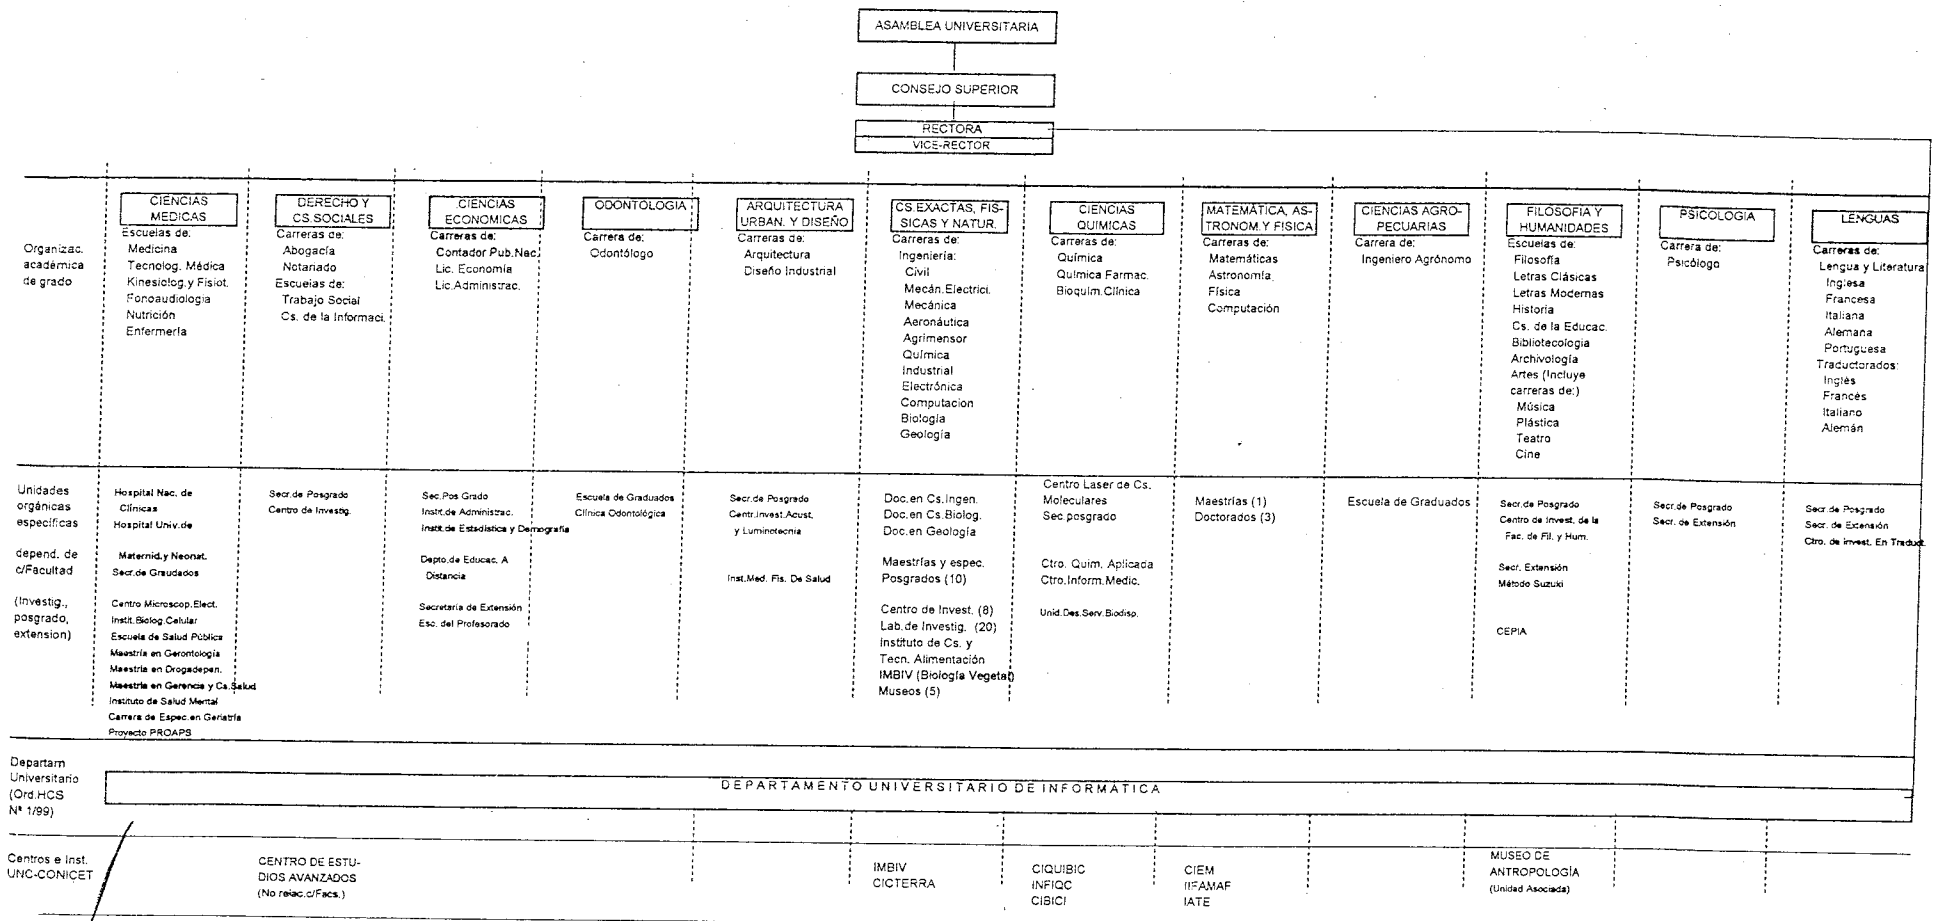 ASAMBLEA UNIVERSITARIA
CONSEJO SUPERIOR
RECTORA
VICE-RECTOR
Organizac.
académica
de grado
CIENCIAS
MEDICAS
Escuelas de:
Medicina
Tecnolog. Médica
Kinesiolog.y Fisiot.
Fonoaudiología
Nutrición
Enfermería
DERECHO Y
CS.SOCIALES
Carreras de:
Abogacía
Notariado
Escuelas de:
Trabajo Social
Cs. de la Informaci.
CIENCIAS
ECONOMICAS
Carreras de:
Contador Pub.Nac.
Lic. Economía
Lic.Administrac.
ODONTOLOGIA
Carrera de:
Odontólogo
ARQUITECTURA
URBAN. Y DISEÑO
Carreras de:
Arquitectura
Diseño Industrial
CS.EXACTAS, FIS-
SICAS Y NATUR.
Carreras de:
Ingeniería:
Civil
Mecán.Electrici.
Mecánica
Aeronáutica
Agrimensor
Química
Industrial
Electrónica
Computacion
Biología
Geología
CIENCIAS
QUIMICAS
Carreras de:
Química
Química Farmac.
Bioquím.Clínica
MATEMÁTICA, AS-
TRONOM.Y FISICA
Carreras de:
Matemáticas
Astronomía
Física
Computación
CIENCIAS AGRO-
PECUARIAS
Carrera de:
Ingeniero Agrónomo
FILOSOFIA Y
HUMANIDADES
Escuelas de:
Filosofía
Letras Clásicas
Letras Modernas
Historia
Cs. de la Educac.
Bibliotecología
Archivología
Artes (Incluye
carreras de:)
Música
Plástica
Teatro
Cine
PSICOLOGIA
Carrera de:
Psicólogo
LENGUAS
Carreras de:
Lengua y Literatura
Inglesa
Francesa
Italiana
Alemana
Portuguesa
Traductorados:
Inglés
Francés
Italiano
Alemán
Unidades
orgánicas
específicas
depend. de
c/Facultad
(Investig.,
posgrado,
extension)
Hospital Nac. de
Clínicas
Hospital Univ.de
Maternid.y Neonat.
Secr.de Graudados
Centro Microscop.Elect.
Instit.Biolog.Celular
Escuela de Salud Pública
Maestría en Gerontología
Maestría en Drogadepen.
Maestría en Gerencia y Cs.Salud
Instituto de Salud Mental
Carrera de Espec.en Geriatría
Proyecto PROAPS
Secr.de Posgrado
Centro de Investig.
Sec.Pos Grado
Instit.de Administrac.
Instit.de Estadística y Demografía
Depto.de Educac. A
Distancia
Secretaría de Extensión
Esc. del Profesorado
Escuela de Graduados
Clínica Odontológica
Secr.de Posgrado
Centr.Invest.Acust.
y Luminotecnia
Inst.Med. Fis. De Salud
Doc.en Cs.Ingen.
Doc.en Cs.Biolog.
Doc.en Geología
Maestrías y espec.
Posgrados (10)
Centro de Invest. (8)
Lab.de Investig. (20)
Instituto de Cs. y
Tecn. Alimentación
IMBIV (Biología Vegetal)
Museos (5)
Centro Laser de Cs.
Moleculares
Sec.posgrado
Ctro. Quim. Aplicada
Ctro.Inform.Medic.
Unid.Des.Serv.Biodisp.
Maestrías (1)
Doctorados (3)
Escuela de Graduados
Secr.de Posgrado
Centro de Invest. de la
Fac. de Fil. y Hum.
Secr. Extensión
Método Suzuki
CEPIA
Secr.de Posgrado
Secr. de Extensión
Secr.de Posgrado
Secr. de Extensión
Ctro. de invest. En Traduct.
Departam
Universitario
(Ord.HCS
Nº 1/99)
DEPARTAMENTO UNIVERSITARIO DE INFORMATICA
Centros e Inst.
UNC-CONICET
CENTRO DE ESTU-
DIOS AVANZADOS
(No relac.c/Facs.)
IMBIV
CICTERRA
CIQUIBIC
INFIQC
CIBICI
CIEM
IIFAMAF
IATE
MUSEO DE
ANTROPOLOGÍA
(Unidad Asociada)